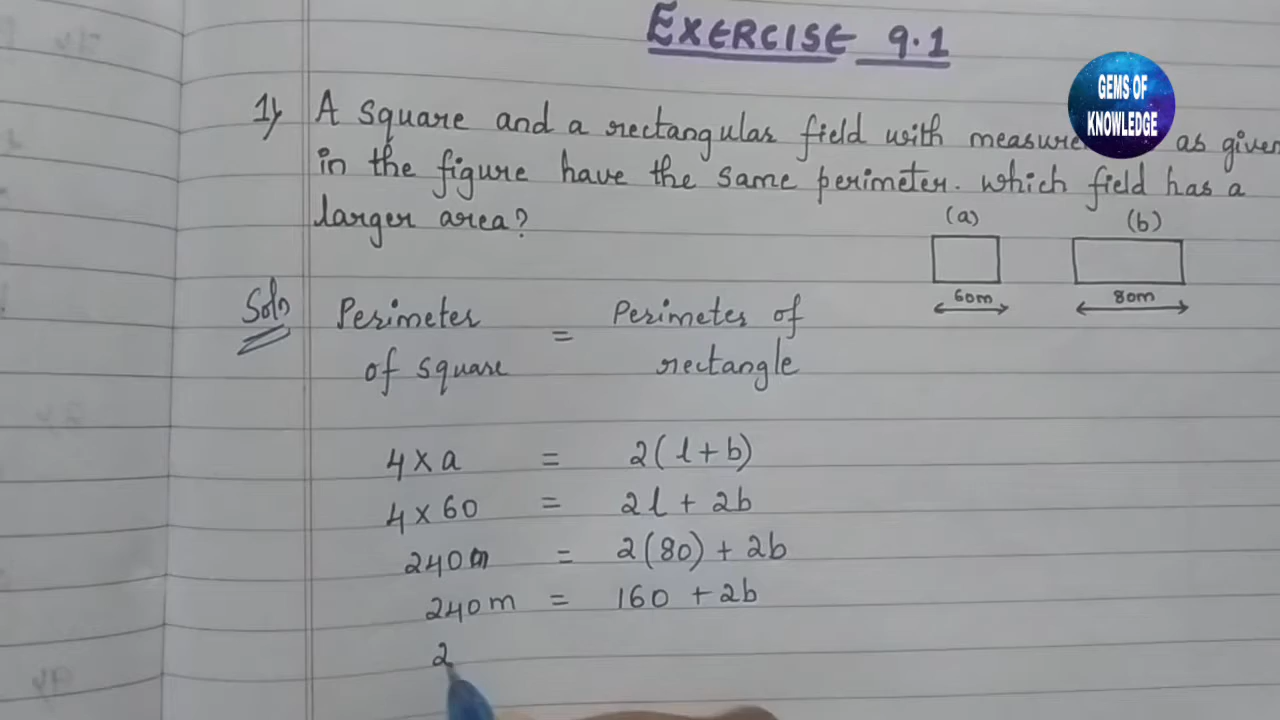 EXERCISE 9.1
GEMS OF
KNOWLEDGE
1) A square and a rectangular field with measure as given
in the figure have the same perimeter. Which field has a
larger area?
(a) (b)
60m 80m
Soln Perimeter = Perimeter of
of square rectangle
4 x a = 2(l+b)
4 x 60 = 2l + 2b
240m = 2(80) + 2b
240m = 160 + 2b
2